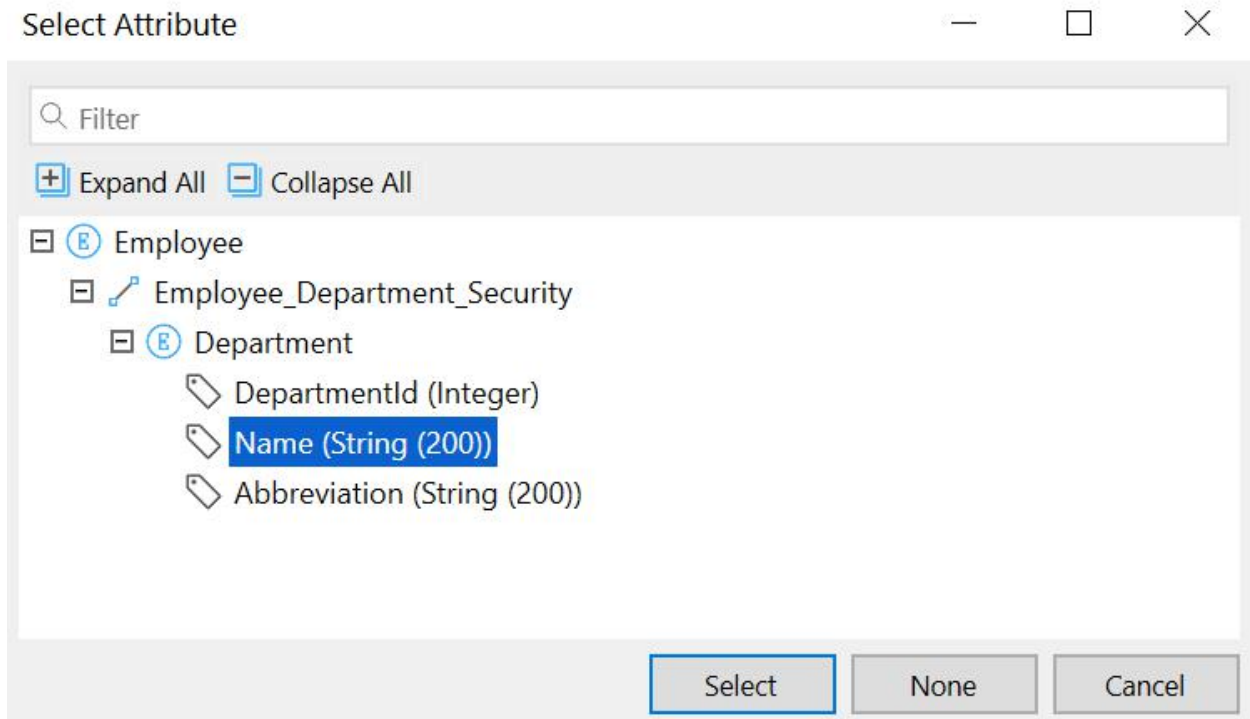 Select Attribute
Filter
Expand All Collapse All
Employee
Employee_Department_Security
Department
DepartmentId (Integer)
Name (String (200))
Abbreviation (String (200))
Select None Cancel